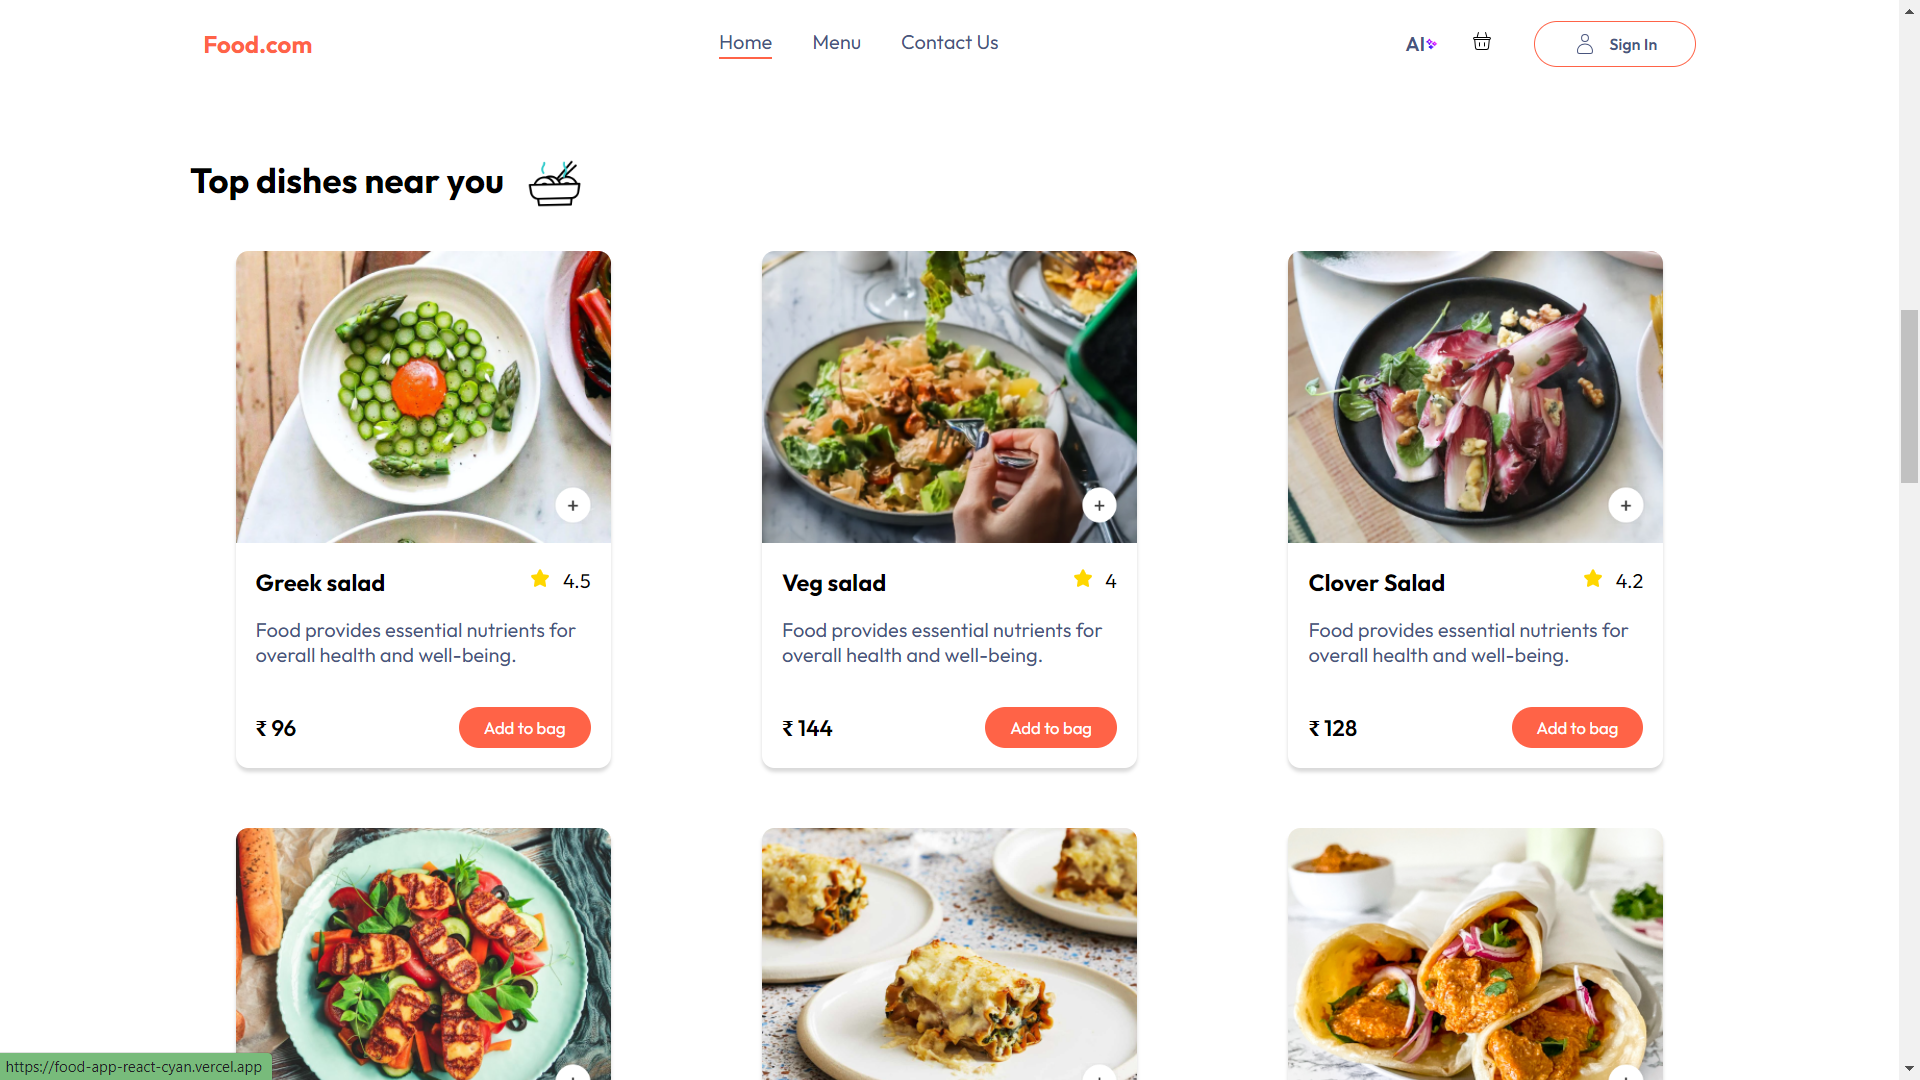 Food.com
Home Menu Contact Us
AI
Sign In
Top dishes near you
+ + +
Greek salad 4.5
Food provides essential nutrients for
overall health and well-being.
₹ 96 Add to bag
Veg salad 4
Food provides essential nutrients for
overall health and well-being.
₹ 144 Add to bag
Clover Salad 4.2
Food provides essential nutrients for
overall health and well-being.
₹ 128 Add to bag
https://food-app-react-cyan.vercel.app